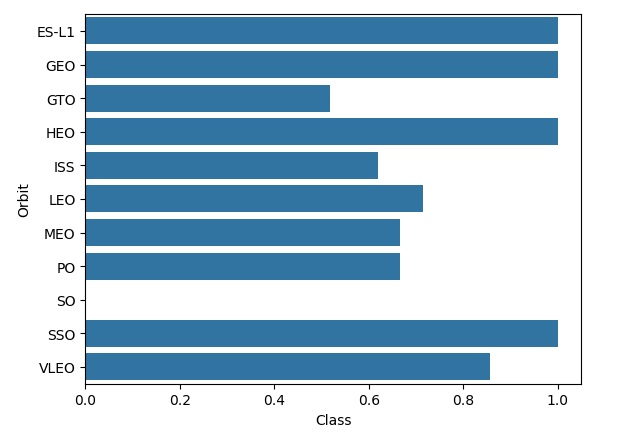 ES-L1
GEO
GTO
HEO
ISS
LEO
MEO
PO
SO
SSO
VLEO
Orbit
0.0 0.2 0.4 0.6 0.8 1.0
Class